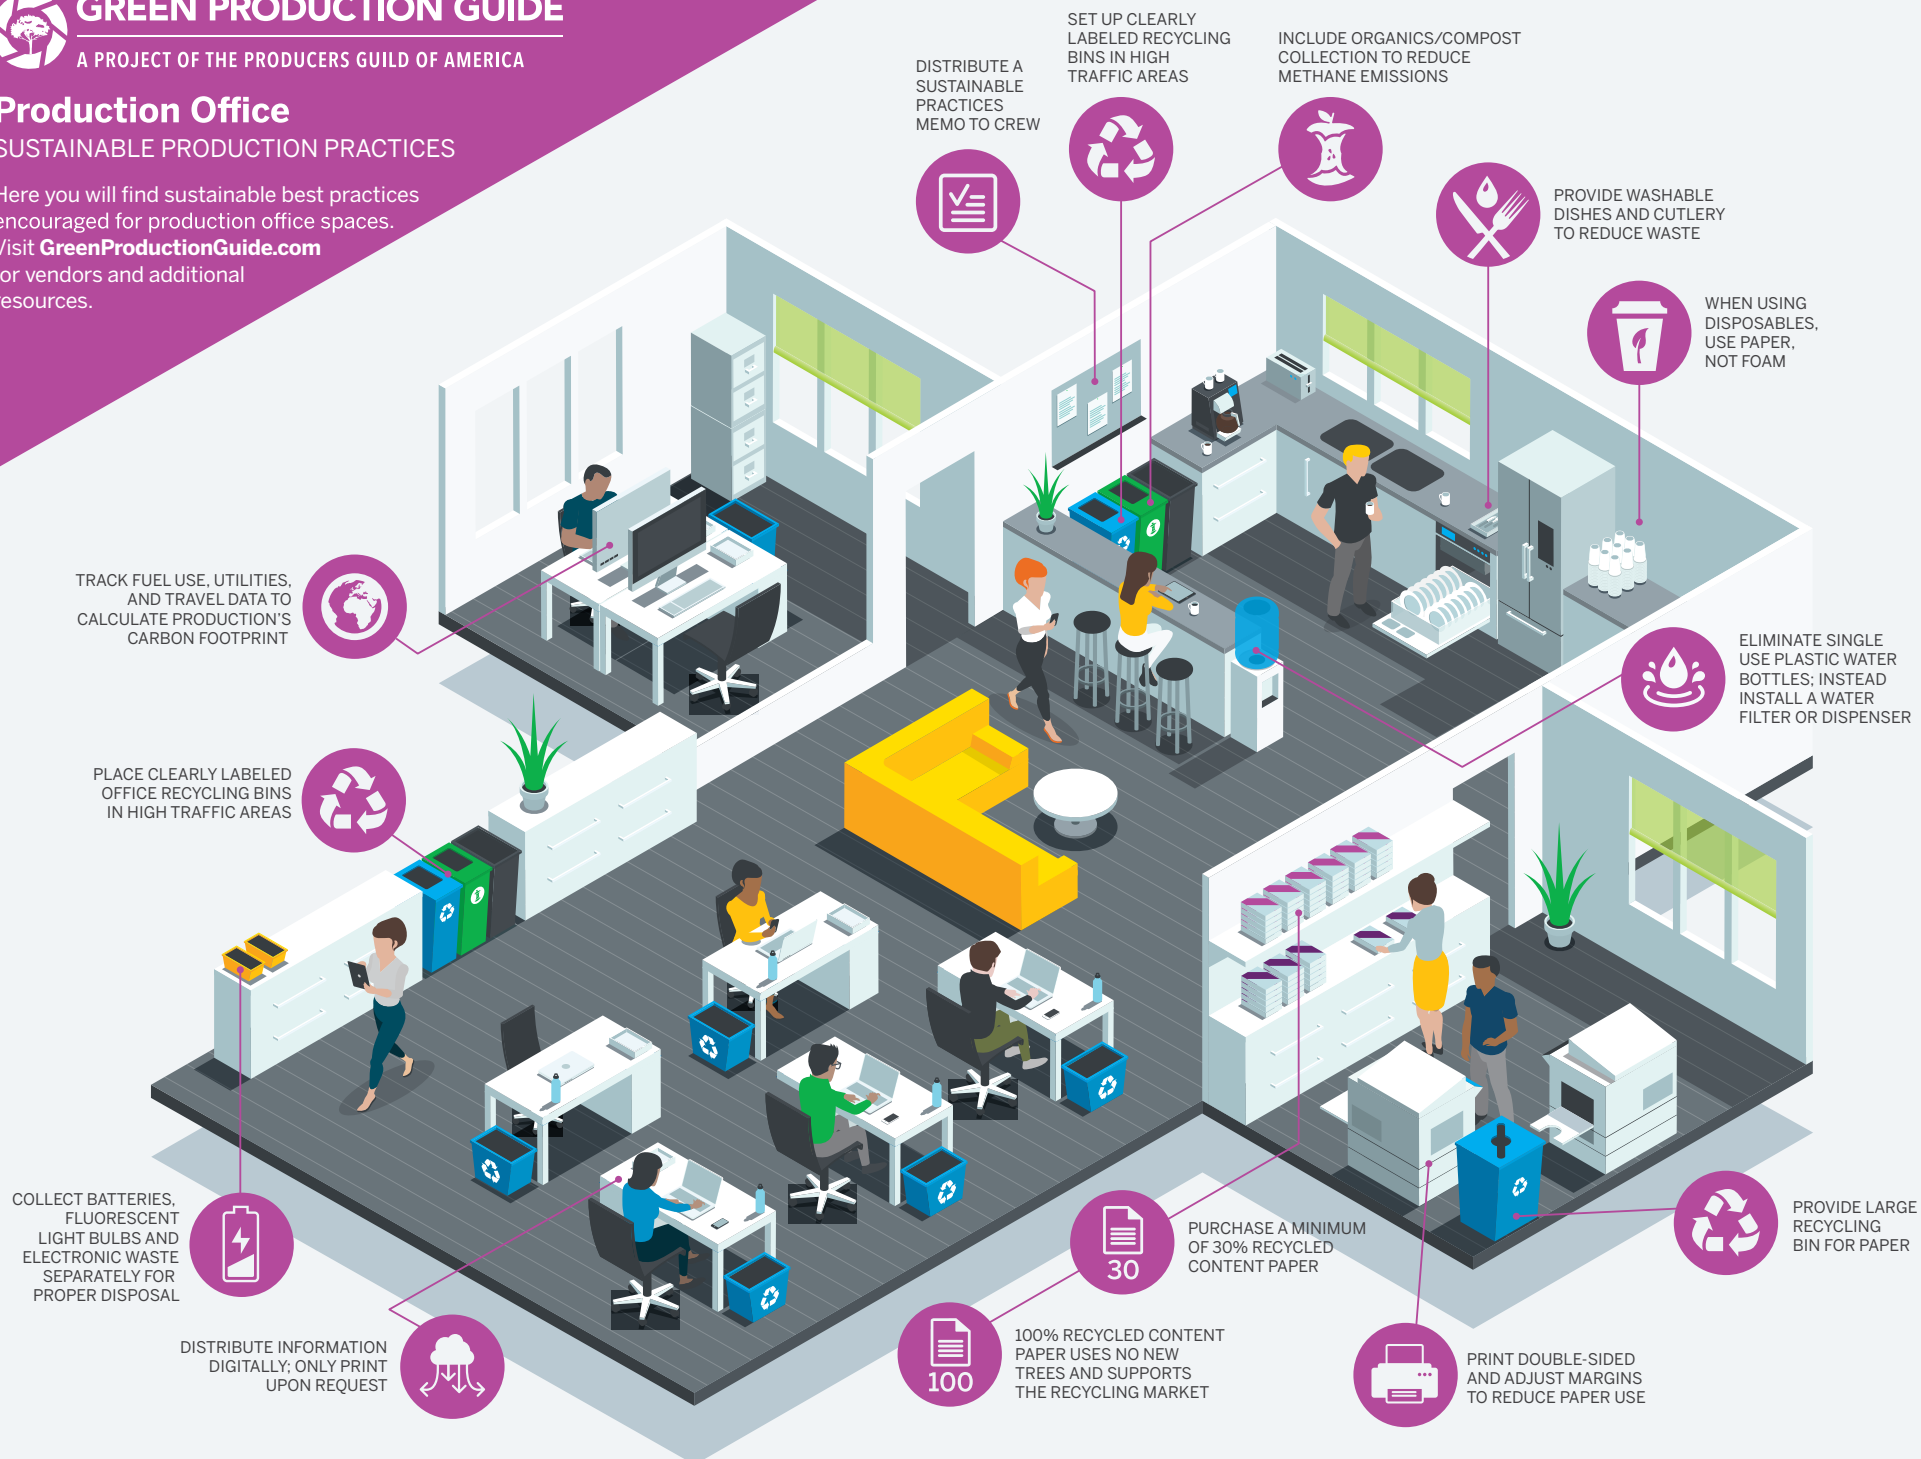 GREEN PRODUCTION GUIDE
A PROJECT OF THE PRODUCERS GUILD OF AMERICA
Production Office
SUSTAINABLE PRODUCTION PRACTICES
Here you will find sustainable best practices
encouraged for production office spaces.
Visit GreenProductionGuide.com
for vendors and additional
resources.
DISTRIBUTE A
SUSTAINABLE
PRACTICES
MEMO TO CREW
SET UP CLEARLY
LABELED RECYCLING
BINS IN HIGH
TRAFFIC AREAS
INCLUDE ORGANICS/COMPOST
COLLECTION TO REDUCE
METHANE EMISSIONS
PROVIDE WASHABLE
DISHES AND CUTLERY
TO REDUCE WASTE
WHEN USING
DISPOSABLES,
USE PAPER,
NOT FOAM
TRACK FUEL USE, UTILITIES,
AND TRAVEL DATA TO
CALCULATE PRODUCTION'S
CARBON FOOTPRINT
ELIMINATE SINGLE
USE PLASTIC WATER
BOTTLES; INSTEAD
INSTALL A WATER
FILTER OR DISPENSER
PLACE CLEARLY LABELED
OFFICE RECYCLING BINS
IN HIGH TRAFFIC AREAS
COLLECT BATTERIES,
FLUORESCENT
LIGHT BULBS AND
ELECTRONIC WASTE
SEPARATELY FOR
PROPER DISPOSAL
30
PURCHASE A MINIMUM
OF 30% RECYCLED
CONTENT PAPER
PROVIDE LARGE
RECYCLING
BIN FOR PAPER
DISTRIBUTE INFORMATION
DIGITALLY; ONLY PRINT
UPON REQUEST
100
100% RECYCLED CONTENT
PAPER USES NO NEW
TREES AND SUPPORTS
THE RECYCLING MARKET
PRINT DOUBLE-SIDED
AND ADJUST MARGINS
TO REDUCE PAPER USE